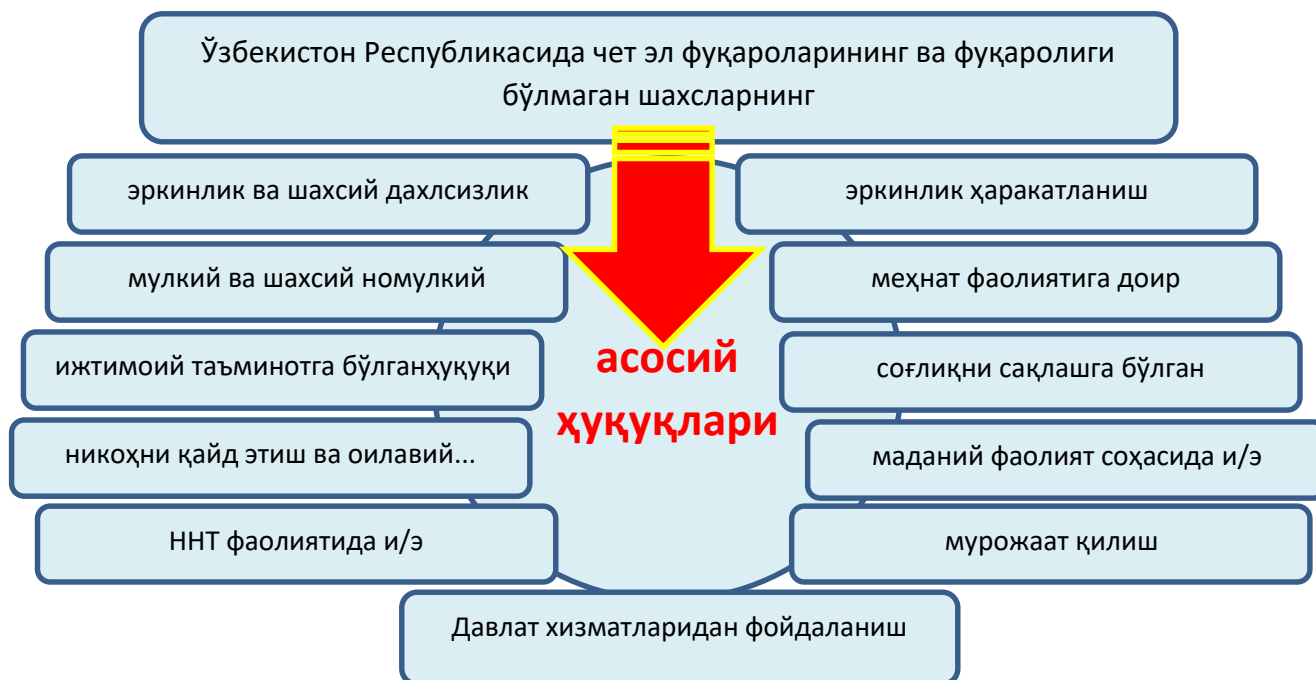 Ўзбекистон Республикасида чет эл фуқароларининг ва фуқаролиги
бўлмаган шахсларнинг
эркинлик ва шахсий дахлсизлик
эркинлик ҳаракатланиш
мулкий ва шахсий номулкий
меҳнат фаолиятига доир
ижтимоий таъминотга бўлганҳуқуқи
асосий
ҳуқуқлари
соғлиқни сақлашга бўлган
никоҳни қайд этиш ва оилавий...
маданий фаолият соҳасида и/э
ННТ фаолиятида и/э
мурожаат қилиш
Давлат хизматларидан фойдаланиш